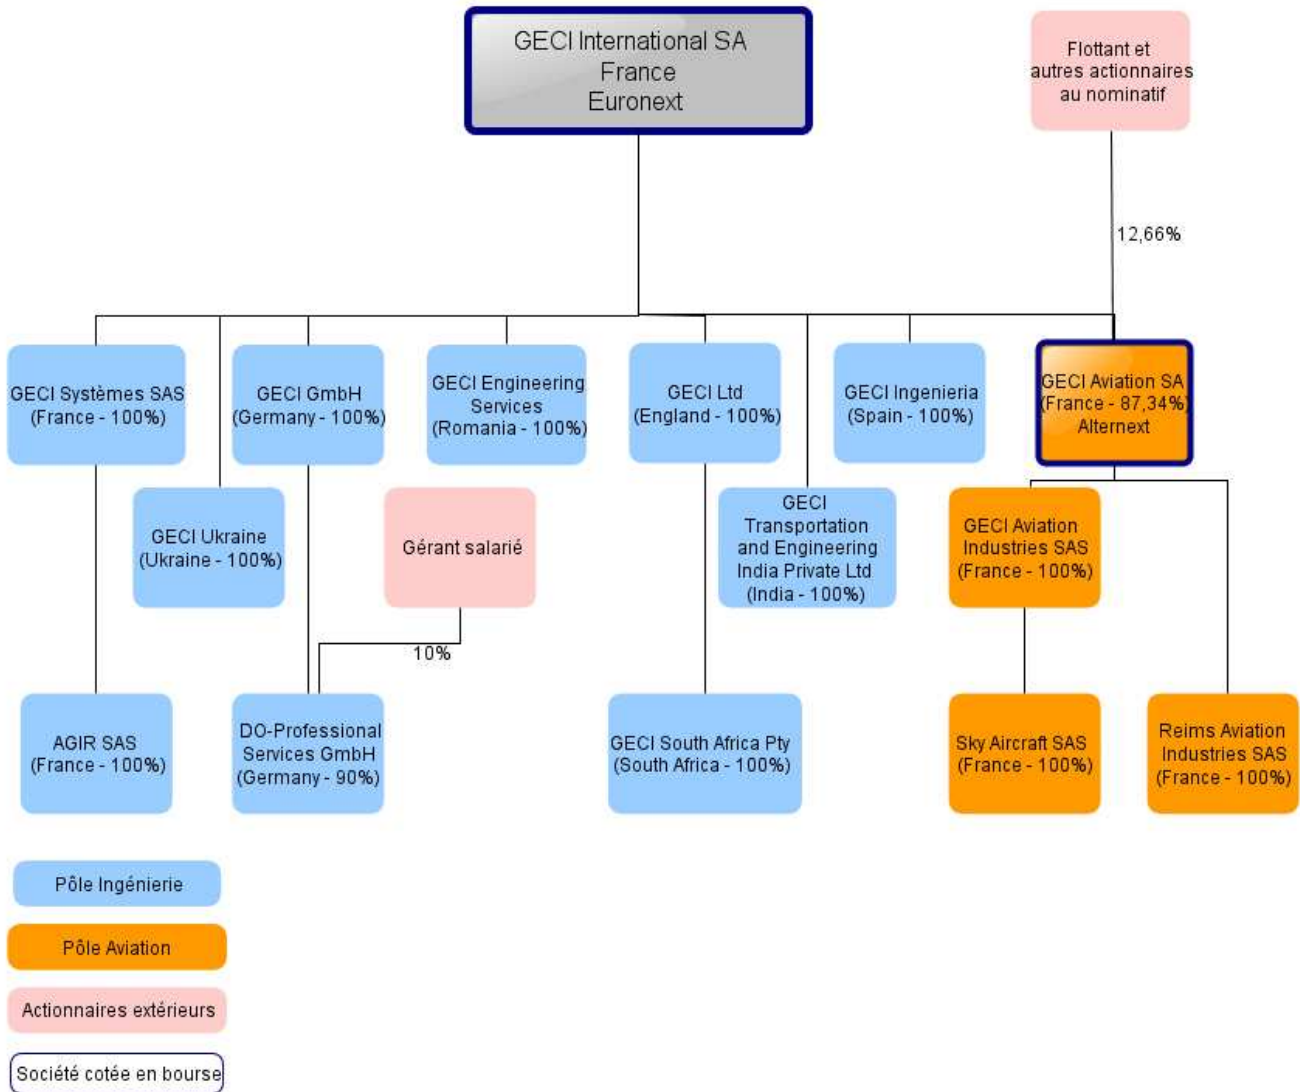 GECI International SA
France
Euronext
Flottant et
autres actionnaires
au nominatif
12,66%
GECI Systèmes SAS
(France - 100%)
GECI GmbH
(Germany - 100%)
GECI Engineering
Services
(Romania - 100%)
GECI Ltd
(England - 100%)
GECI Ingenieria
(Spain - 100%)
GECI Aviation SA
(France - 87,34%)
Alternext
GECI Ukraine
(Ukraine - 100%)
Gérant salarié
GECI
Transportation
and Engineering
India Private Ltd
(India - 100%)
GECI Aviation
Industries SAS
(France - 100%)
10%
AGIR SAS
(France - 100%)
DO-Professional
Services GmbH
(Germany - 90%)
GECI South Africa Pty
(South Africa - 100%)
Sky Aircraft SAS
(France - 100%)
Reims Aviation
Industries SAS
(France - 100%)
Pôle Ingénierie
Pôle Aviation
Actionnaires extérieurs
Société cotée en bourse